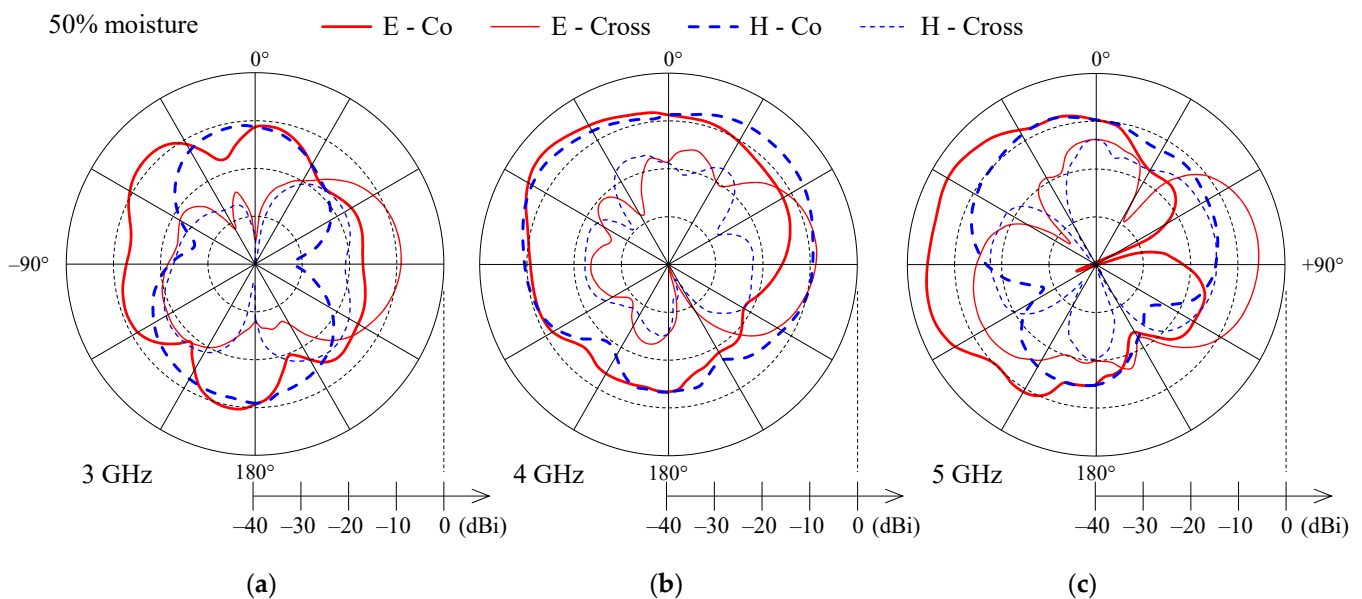 50% moisture E - Co E - Cross H - Co H - Cross
0° 0° 0°
–90° +90°
3 GHz 180° 4 GHz 180° 5 GHz 180°
–40 –30 –20 –10 0 (dBi) –40 –30 –20 –10 0 (dBi) –40 –30 –20 –10 0 (dBi)
(a) (b) (c)